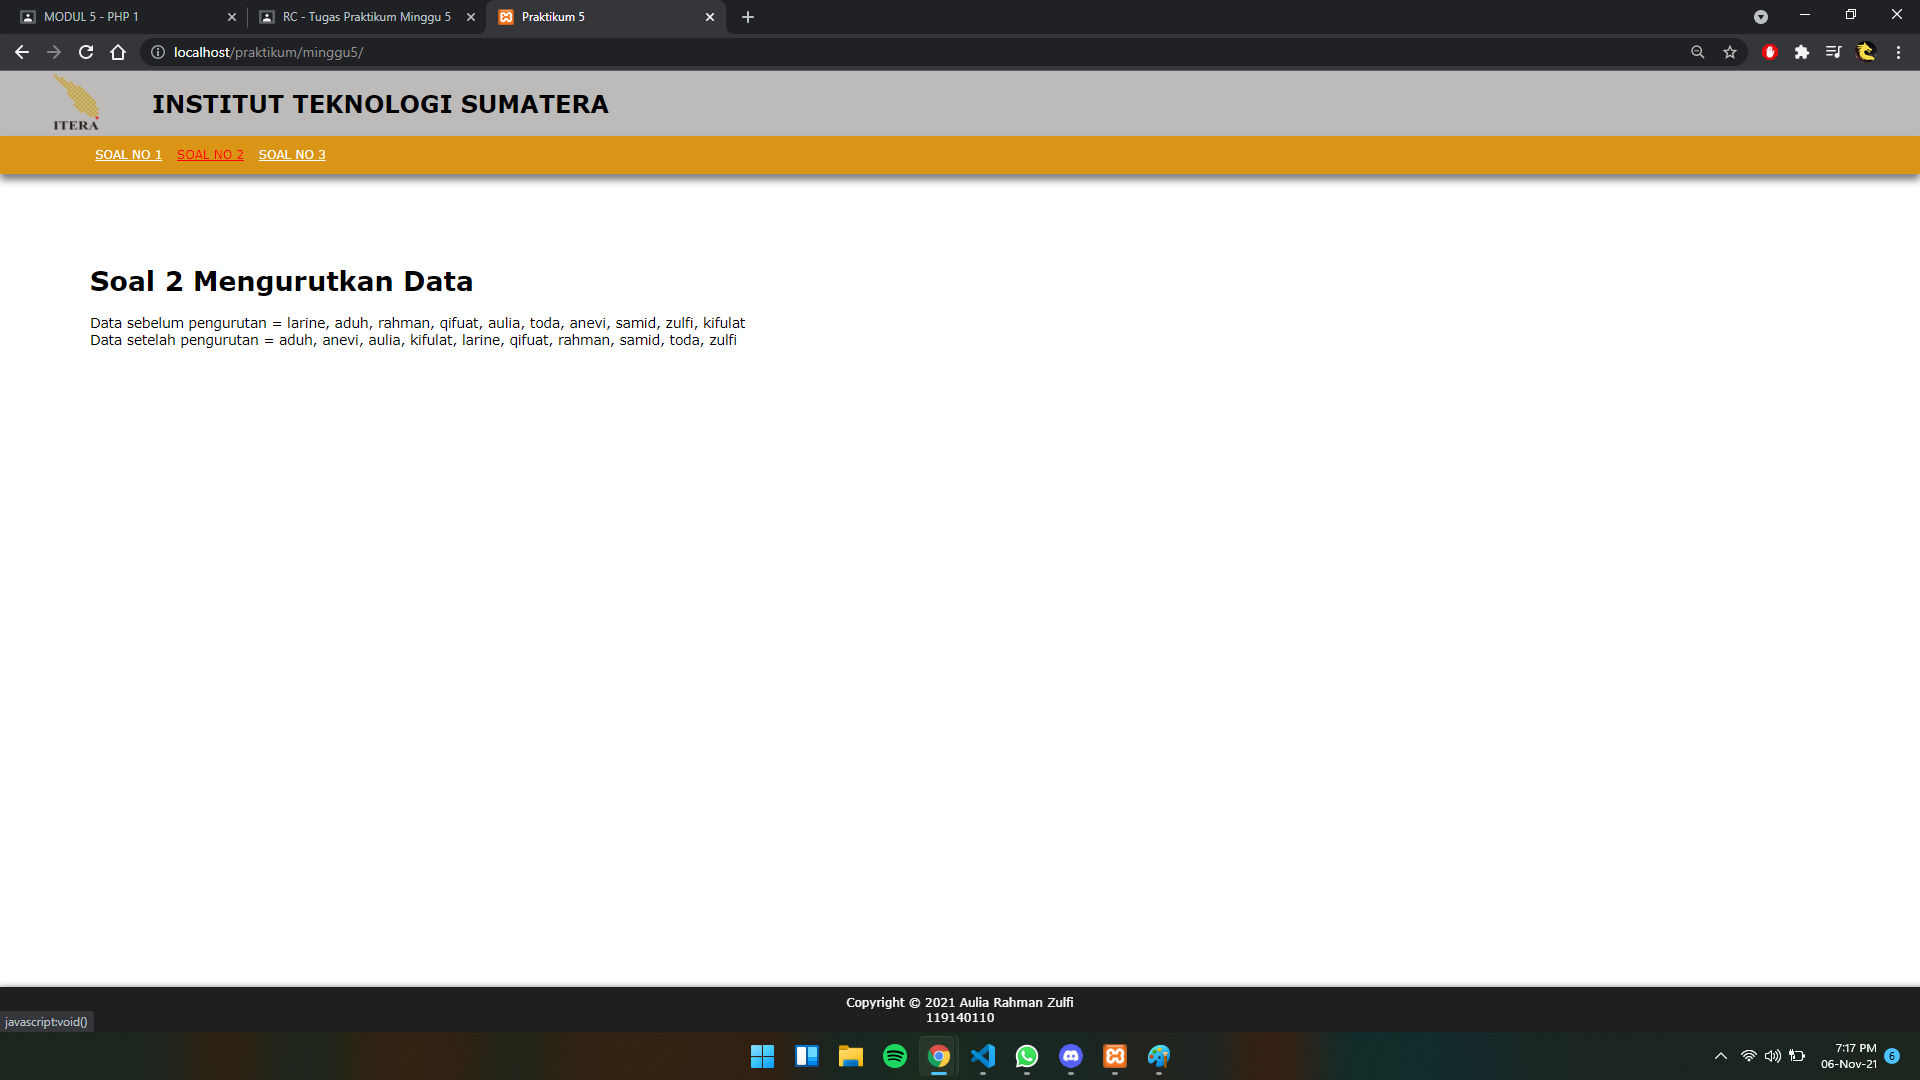 MODUL 5 - PHP 1
RC - Tugas Praktikum Minggu 5
Praktikum 5
localhost/praktikum/minggu5/
ITERA
INSTITUT TEKNOLOGI SUMATERA
SOAL NO 1 SOAL NO 2 SOAL NO 3
Soal 2 Mengurutkan Data
Data sebelum pengurutan = larine, aduh, rahman, qifuat, aulia, toda, anevi, samid, zulfi, kifulat
Data setelah pengurutan = aduh, anevi, aulia, kifulat, larine, qifuat, rahman, samid, toda, zulfi
Copyright © 2021 Aulia Rahman Zulfi
119140110
javascript:void()
7:17 PM
06-Nov-21
6